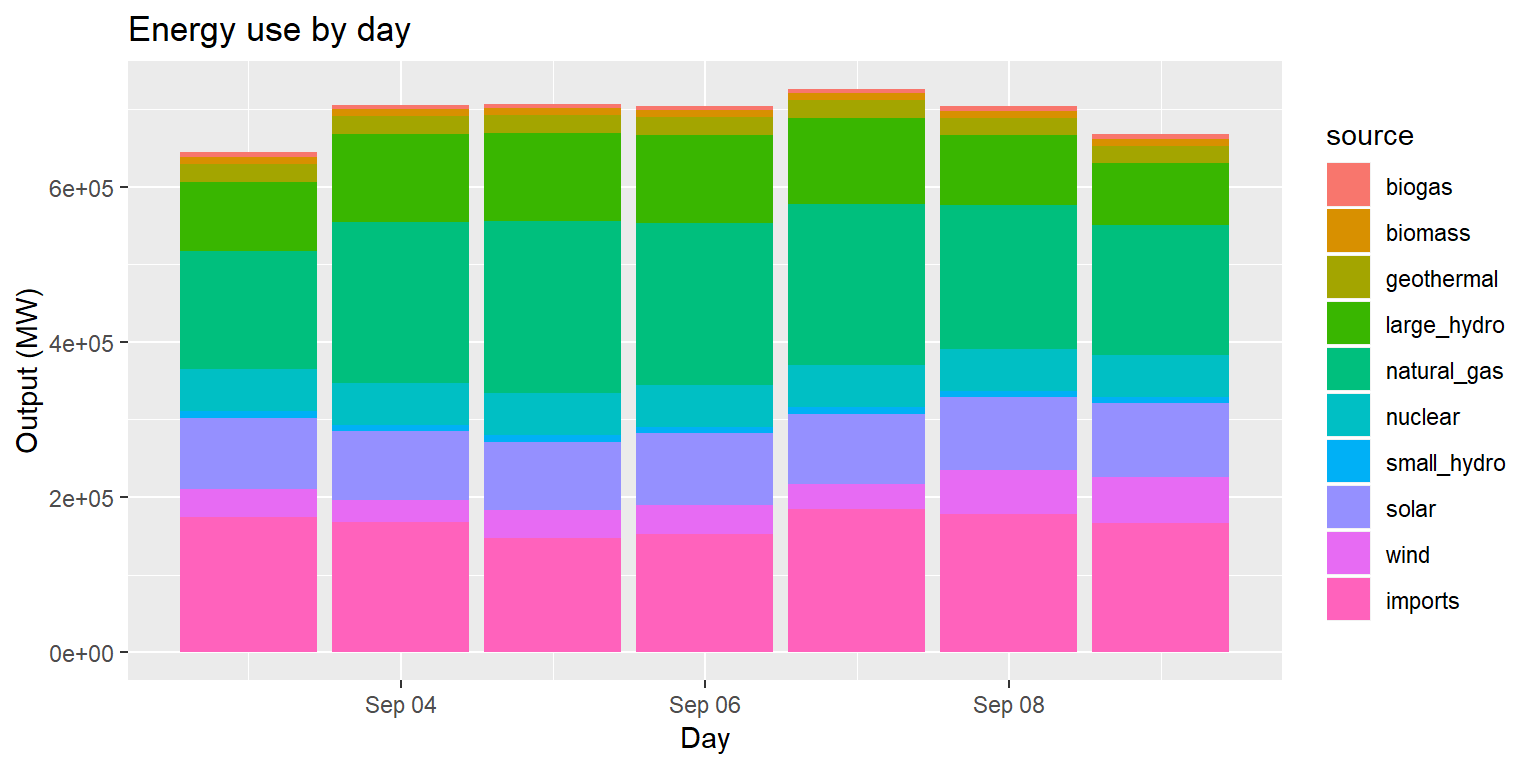 Energy use by day
Output (MW)
6e+05
4e+05
2e+05
0e+00
Sep 04
Sep 06
Sep 08
Day
source
biogas
biomass
geothermal
large_hydro
natural_gas
nuclear
small_hydro
solar
wind
imports